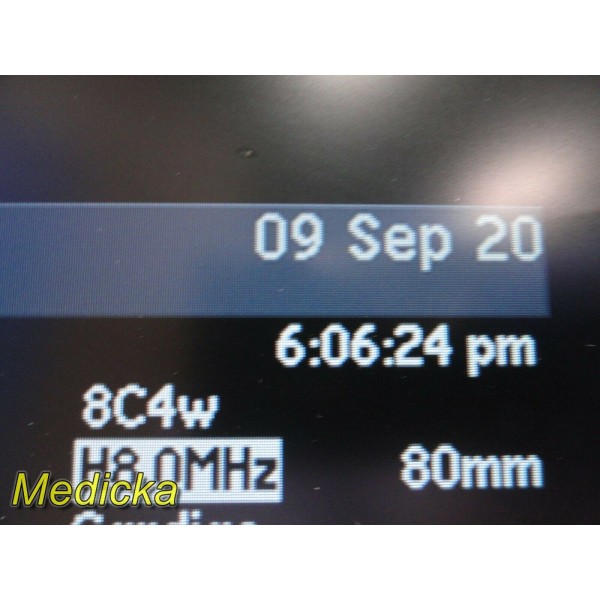 09 Sep 20
6:06:24 pm
8C4w
H8.0MHz 80mm
Medicka